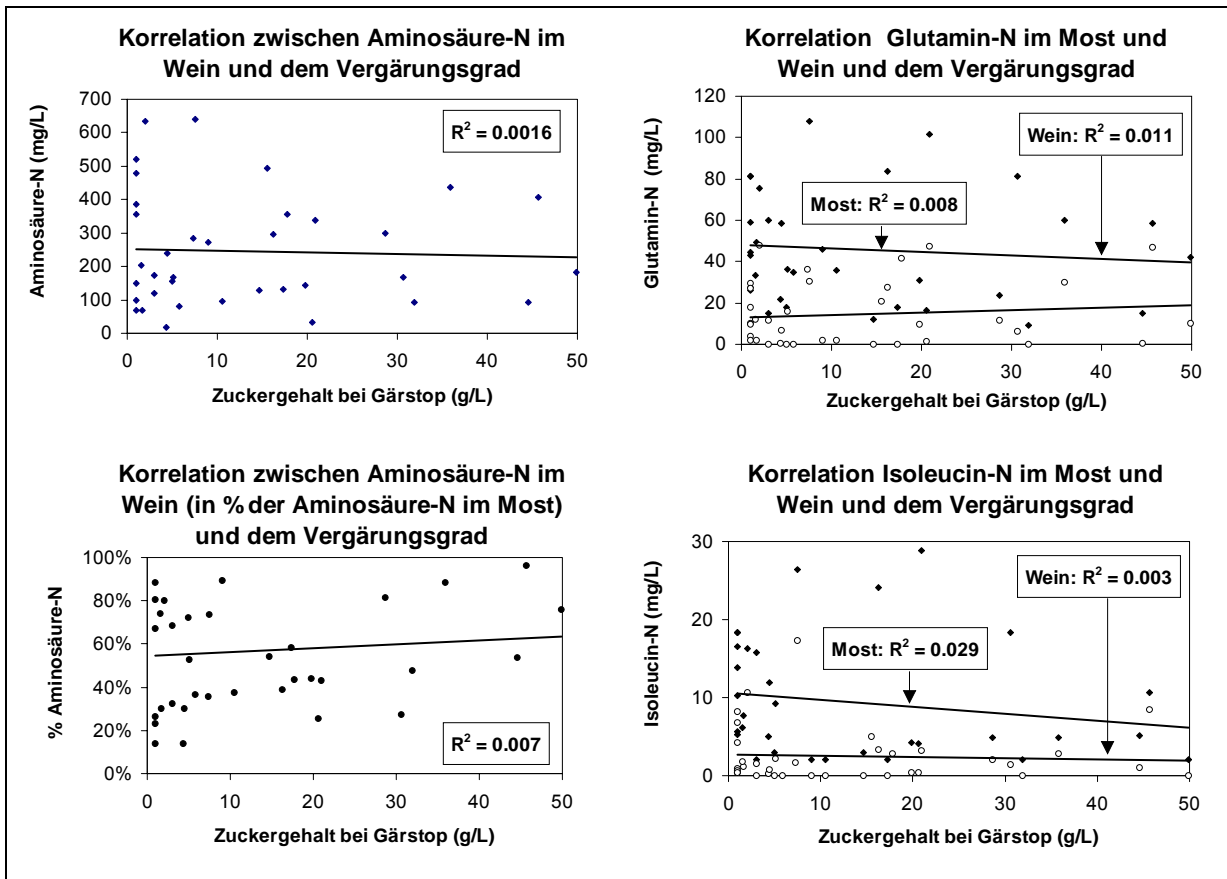 Korrelation zwischen Aminosäure-N im
Wein und dem Vergärungsgrad
700
600
500
400
300
200
100
0
Aminosäure-N (mg/L)
R² = 0.0016
0 10 20 30 40 50
Zuckergehalt bei Gärstop (g/L)
Korrelation Glutamin-N im Most und
Wein und dem Vergärungsgrad
120
100
80
60
40
20
0
Glutamin-N (mg/L)
Wein: R² = 0.011
Most: R² = 0.008
0 10 20 30 40 50
Zuckergehalt bei Gärstop (g/L)
Korrelation zwischen Aminosäure-N im
Wein (in % der Aminosäure-N im Most)
und dem Vergärungsgrad
100%
80%
60%
40%
20%
0%
% Aminosäure-N
R² = 0.007
0 10 20 30 40 50
Zuckergehalt bei Gärstop (g/L)
Korrelation Isoleucin-N im Most und
Wein und dem Vergärungsgrad
30
20
10
0
Isoleucin-N (mg/L)
Wein: R² = 0.003
Most: R² = 0.029
0 10 20 30 40 50
Zuckergehalt bei Gärstop (g/L)